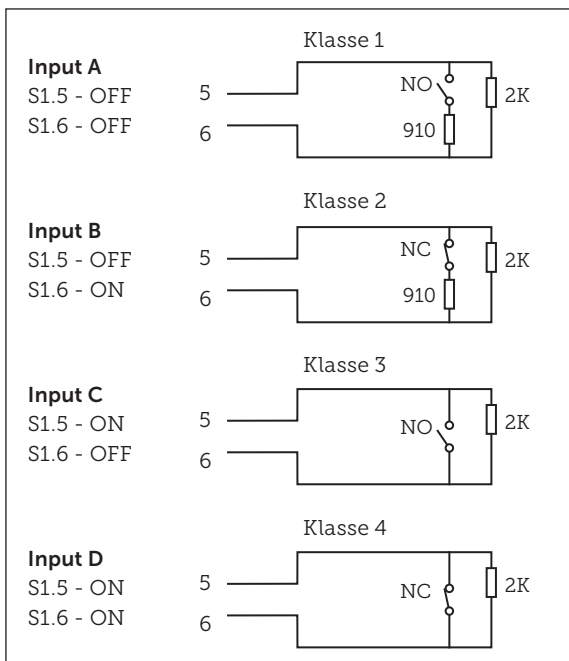 Klasse 1
Input A
S1.5 - OFF
S1.6 - OFF
5
6
NO
910
2K
Klasse 2
Input B
S1.5 - OFF
S1.6 - ON
5
6
NC
910
2K
Klasse 3
Input C
S1.5 - ON
S1.6 - OFF
5
6
NO
2K
Klasse 4
Input D
S1.5 - ON
S1.6 - ON
5
6
NC
2K